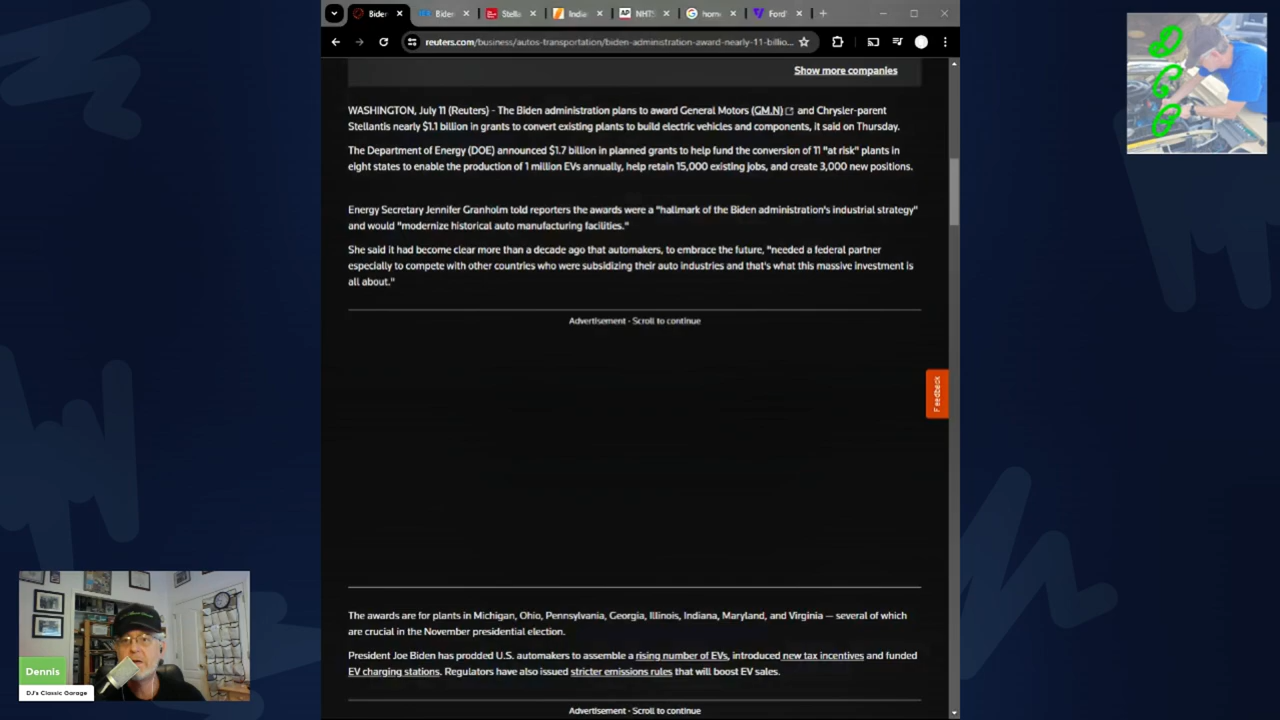 Biden
Biden
Stella
India
NHTS
home
Ford'
reuters.com/business/autos-transportation/biden-administration-award-nearly-11-billio...
Show more companies
WASHINGTON, July 11 (Reuters) - The Biden administration plans to award General Motors (GM.N) and Chrysler-parent
Stellantis nearly $1.1 billion in grants to convert existing plants to build electric vehicles and components, it said on Thursday.
The Department of Energy (DOE) announced $1.7 billion in planned grants to help fund the conversion of 11 "at risk" plants in
eight states to enable the production of 1 million EVs annually, help retain 15,000 existing jobs, and create 3,000 new positions.
Energy Secretary Jennifer Granholm told reporters the awards were a "hallmark of the Biden administration's industrial strategy"
and would "modernize historical auto manufacturing facilities."
She said it had become clear more than a decade ago that automakers, to embrace the future, "needed a federal partner
especially to compete with other countries who were subsidizing their auto industries and that's what this massive investment is
all about."
Advertisement - Scroll to continue
Feedback
The awards are for plants in Michigan, Ohio, Pennsylvania, Georgia, Illinois, Indiana, Maryland, and Virginia — several of which
are crucial in the November presidential election.
President Joe Biden has prodded U.S. automakers to assemble a rising number of EVs, introduced new tax incentives and funded
EV charging stations. Regulators have also issued stricter emissions rules that will boost EV sales.
Advertisement - Scroll to continue
DGB
Dennis
DJ's Classic Garage